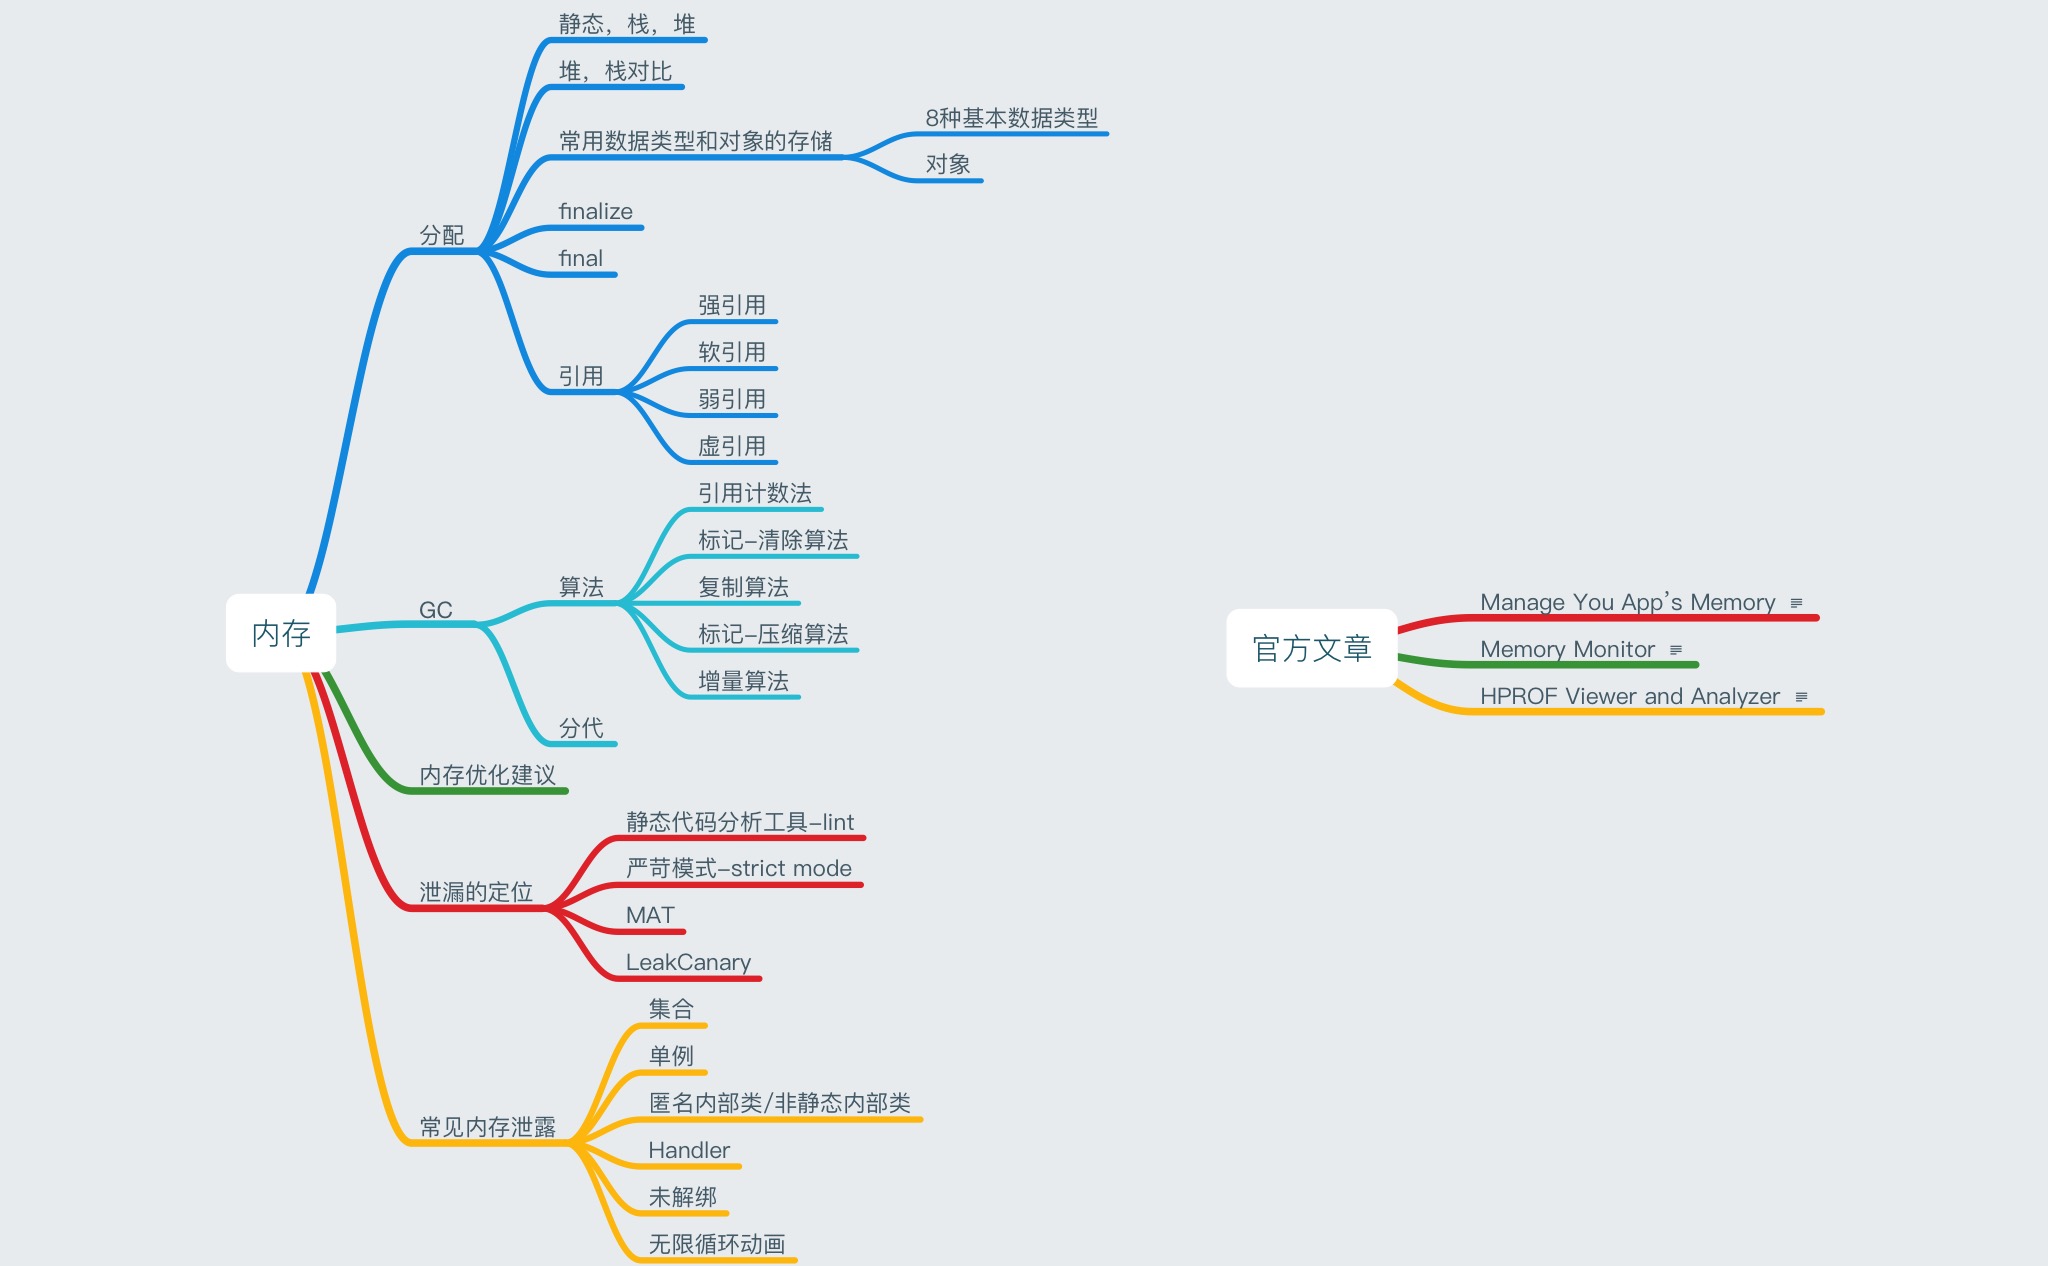 内存
分配
静态，栈，堆
堆，栈对比
常用数据类型和对象的存储
8种基本数据类型
对象
finalize
final
引用
强引用
软引用
弱引用
虚引用
GC
算法
引用计数法
标记-清除算法
复制算法
标记-压缩算法
增量算法
分代
内存优化建议
泄漏的定位
静态代码分析工具-lint
严苛模式-strict mode
MAT
LeakCanary
常见内存泄露
集合
单例
匿名内部类/非静态内部类
Handler
未解绑
无限循环动画
官方文章
Manage You App's Memory
Memory Monitor
HPROF Viewer and Analyzer